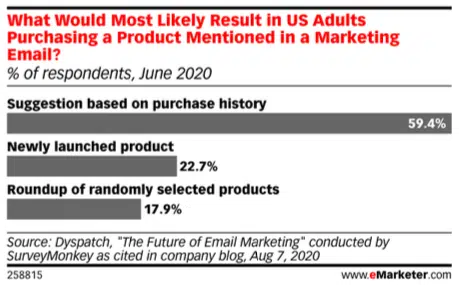 What Would Most Likely Result in US Adults
Purchasing a Product Mentioned in a Marketing
Email?
% of respondents, June 2020
Suggestion based on purchase history
59.4%
Newly launched product
22.7%
Roundup of randomly selected products
17.9%
Source: Dyspatch, "The Future of Email Marketing" conducted by
SurveyMonkey as cited in company blog, Aug 7, 2020
258815
www.eMarketer.com